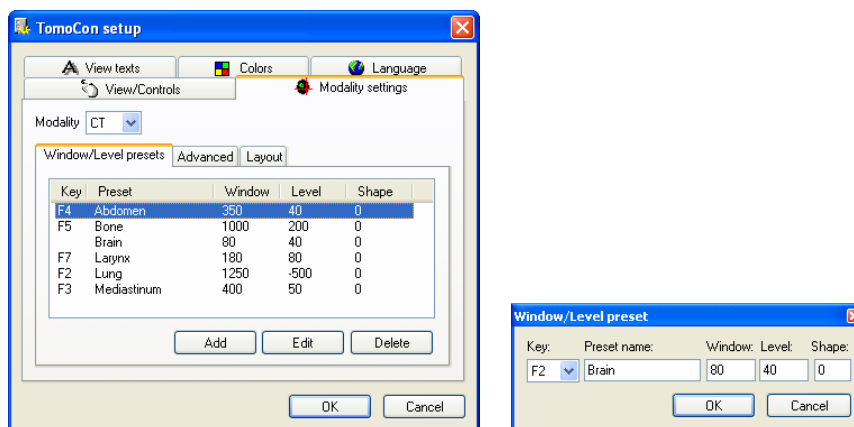 TomoCon setup
View texts Colors Language
View/Controls Modality settings
Modality CT
Window/Level presets Advanced Layout
Key Preset Window Level Shape
F4 Abdomen 350 40 0
F5 Bone 1000 200 0
Brain 80 40 0
F7 Larynx 180 80 0
F2 Lung 1250 -500 0
F3 Mediastinum 400 50 0
Add Edit Delete
OK Cancel
Window/Level preset
Key: Preset name: Window: Level: Shape:
F2 Brain 80 40 0
OK Cancel